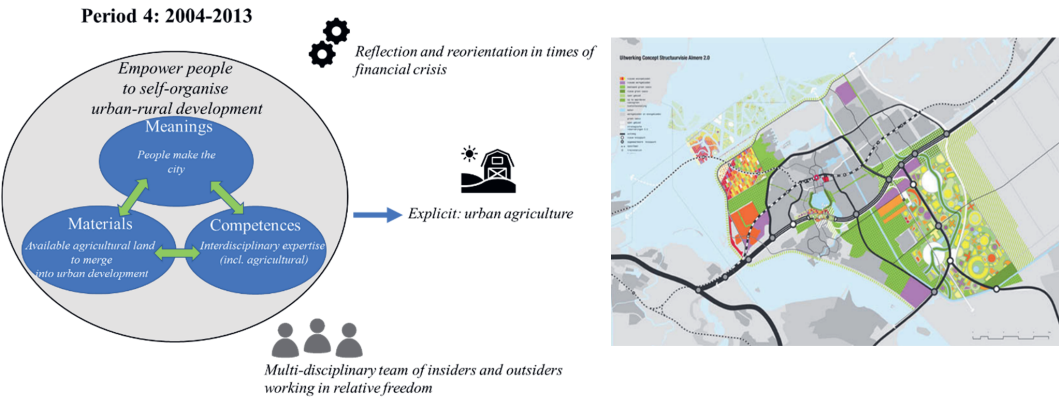 Period 4: 2004-2013
Empower people
to self-organise
urban-rural development
Meanings
People make the
city
Materials
Available agricultural land
to merge
into urban development
Competences
Interdisciplinary expertise
(incl. agricultural)
Reflection and reorientation in times of
financial crisis
Explicit: urban agriculture
Multi-disciplinary team of insiders and outsiders
working in relative freedom
Uitwerking Concept Structuurvisie Almere 2.0